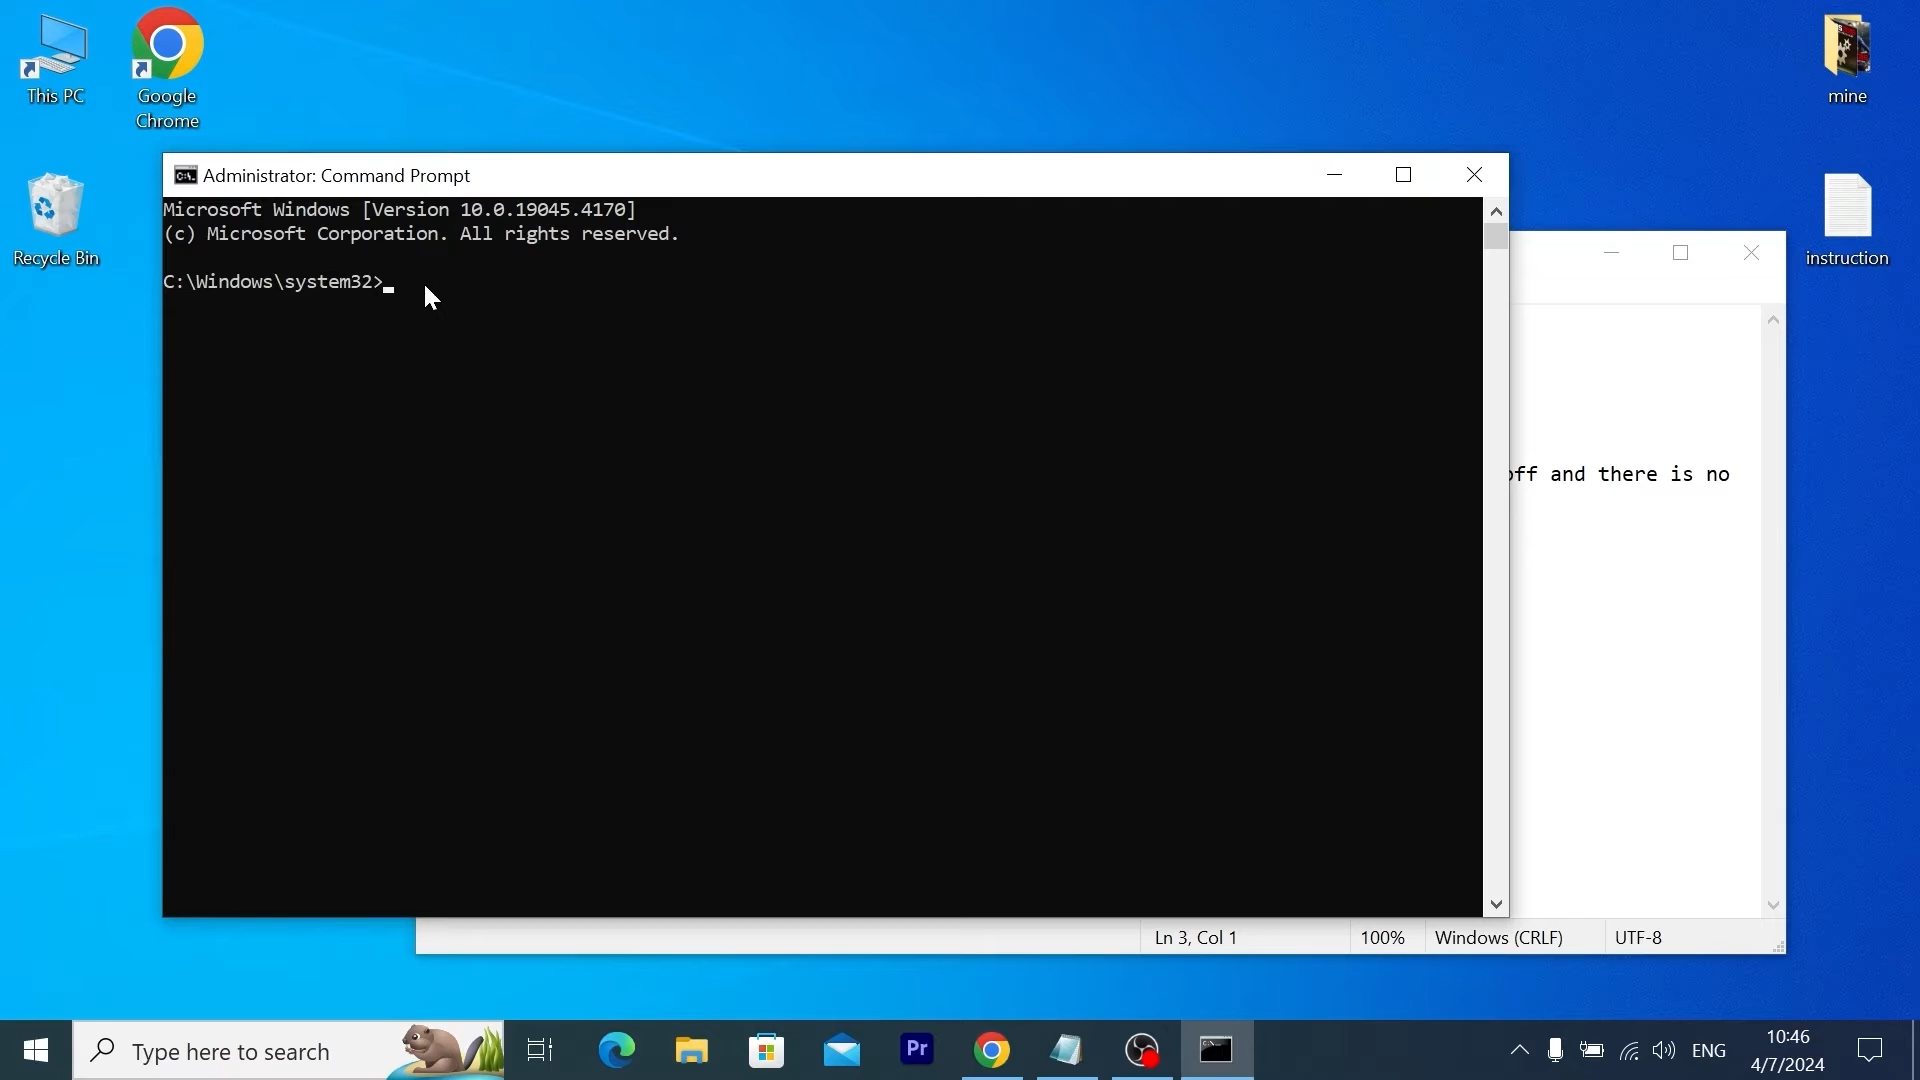 This PC
Google
Chrome
mine
Recycle Bin
instruction
Administrator: Command Prompt
Microsoft Windows [Version 10.0.19045.4170]
(c) Microsoft Corporation. All rights reserved.
C:\Windows\system32>
off and there is no
Ln 3, Col 1
100%
Windows (CRLF)
UTF-8
Type here to search
Pr
ENG
10:46
4/7/2024